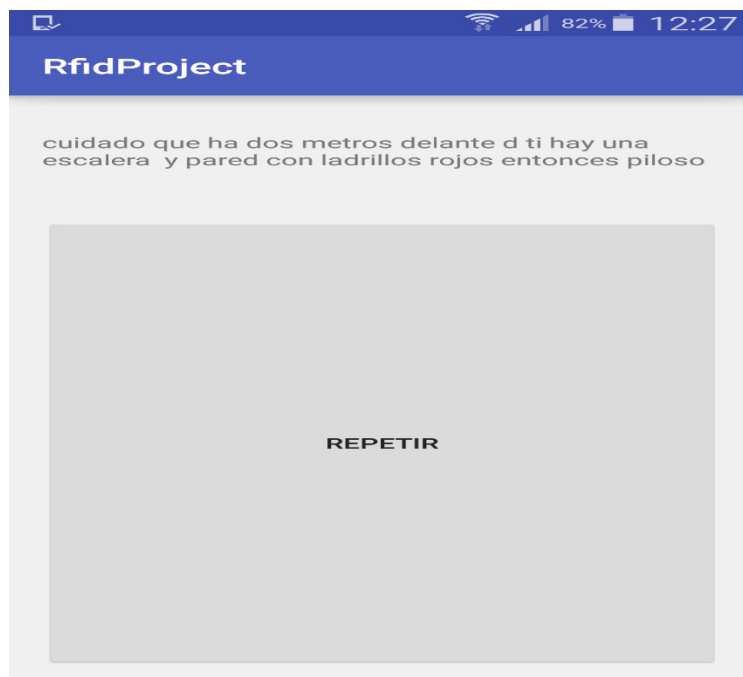 82% 12:27
RfidProject
cuidado que ha dos metros delante d ti hay una
escalera y pared con ladrillos rojos entonces piloso
REPETIR